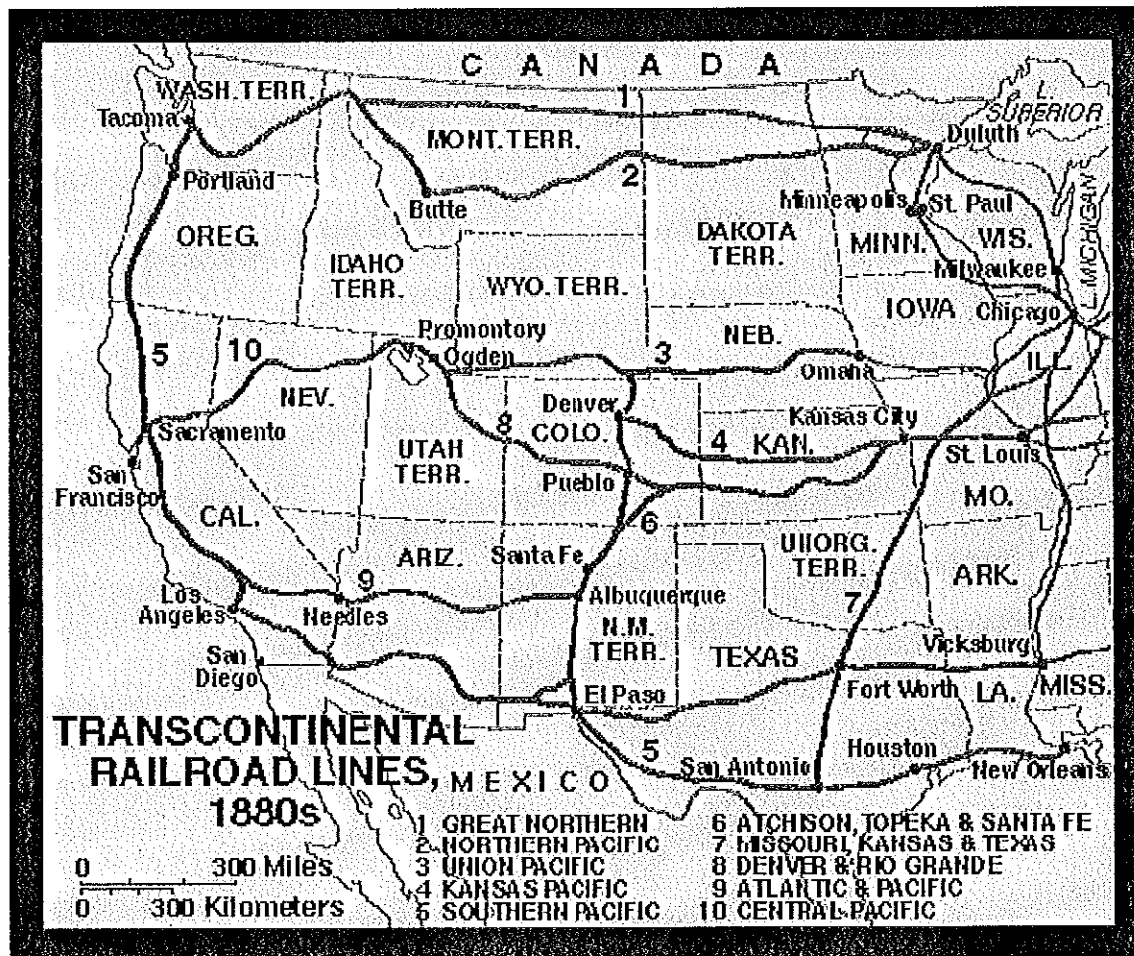 CANADA
WASH. TERR.
1
L. SUPERIOR
Tacoma
MONT. TERR.
Duluth
Portland
2
Butte
Minneapolis
St. Paul
L. MICHIGAN
OREG.
DAKOTA TERR.
MINN.
WIS.
IDAHO TERR.
WYO. TERR.
Milwaukee
IOWA
Chicago
Promontory
NEB.
5
10
Ogden
3
Omaha
ILL.
NEV.
Denver
Kansas City
Sacramento
8
COLO.
4
KAN.
UTAH TERR.
St. Louis
San Francisco
Pueblo
MO.
CAL.
6
ARIZ.
Santa Fe
UNORG. TERR.
ARK.
9
Los Angeles
Needles
Albuquerque
7
N.M. TERR.
Vicksburg
San Diego
TEXAS
El Paso
Fort Worth
LA.
MISS.
TRANSCONTINENTAL
RAILROAD LINES,
1880s
MEXICO
5
San Antonio
Houston
New Orleans
0 300 Miles
0 300 Kilometers
1 GREAT NORTHERN
2 NORTHERN PACIFIC
3 UNION PACIFIC
4 KANSAS PACIFIC
5 SOUTHERN PACIFIC
6 ATCHISON, TOPEKA & SANTA FE
7 MISSOURI, KANSAS & TEXAS
8 DENVER & RIO GRANDE
9 ATLANTIC & PACIFIC
10 CENTRAL PACIFIC